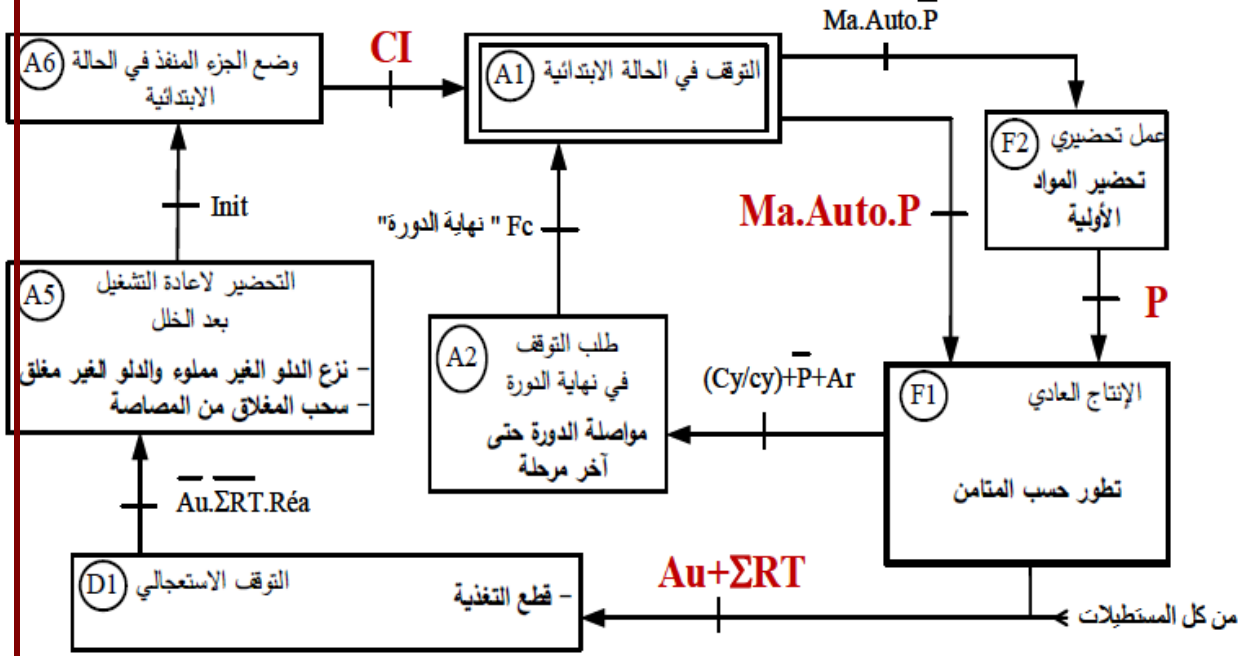 Ma.Auto.P̅
A6 وضع الجزء المنفذ في الحالة
الابتدائية
CI
A1 التوقف في الحالة الابتدائية
F2 عمل تحضيري
تحضير المواد
الأولية
Init
Fc " نهاية الدورة"
Ma.Auto.P
A5 التحضير لاعادة التشغيل
بعد الخلل
- نزع الدلو الغير مملوء والدلو الغير مغلق
- سحب المغلاق من المصاصة
A2 طلب التوقف
في نهاية الدورة
مواصلة الدورة حتى
آخر مرحلة
P
(Cy/cy)+P̅+Ar
F1 الإنتاج العادي
تطور حسب المتامن
A̅u̅.Σ̅R̅T̅.Réa
D1 التوقف الاستعجالي
- قطع التغذية
Au+ΣRT
من كل المستطيلات